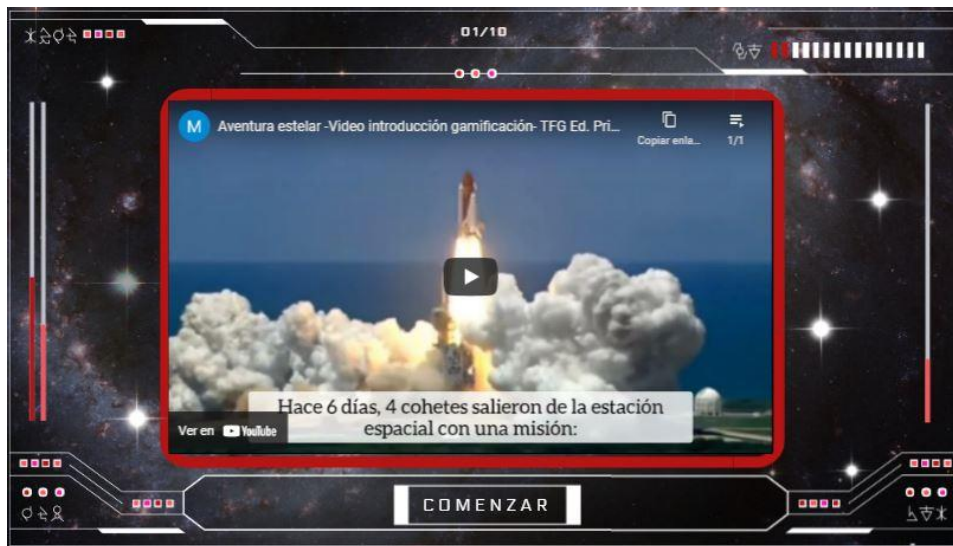 01/10
M
Aventura estelar -Video introducción gamificación- TFG Ed. Pri...
Copiar enla...
1/1
Hace 6 días, 4 cohetes salieron de la estación
espacial con una misión:
Ver en YouTube
COMENZAR